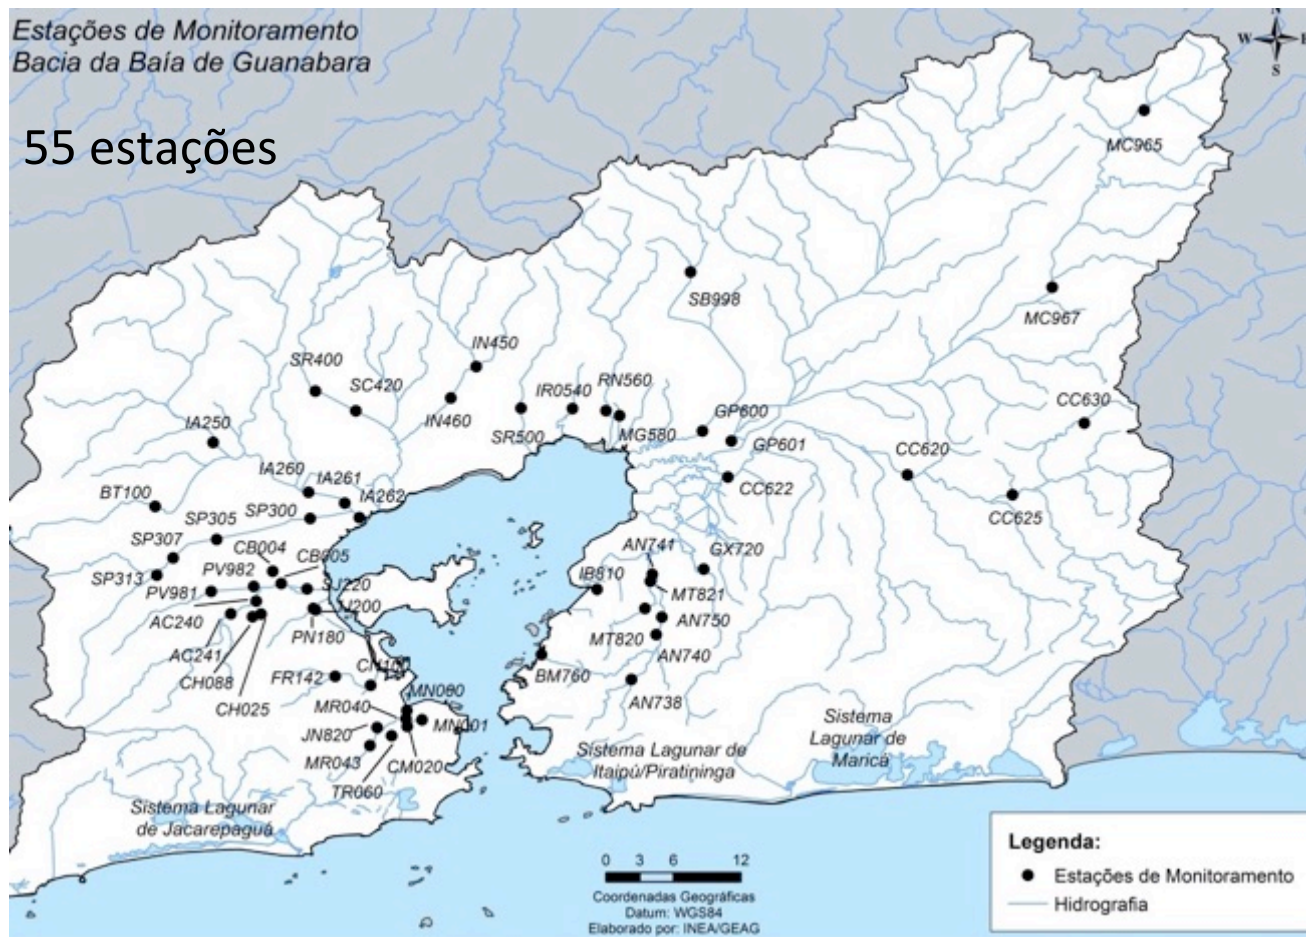 Estações de Monitoramento
Bacia da Baía de Guanabara
55 estações
N
W
S
MC965
MC967
SB998
IN450
SR400
SC420
IR0540
RN560
IN460
CC630
GP600
IA250
SR500
MG580
GP601
CC620
IA260
IA261
CC622
BT100
IA262
SP300
CC625
SP305
SP307
CB004
AN741
GX720
CB005
SP313
PV982
IB810
SJ220
PV981
MT821
AC240
AN750
PN180
MT820
AC241
AN740
CH088
FR142
BM760
CH025
MN080
AN738
MR040
MN001
JN820
MR043
CM020
TR060
Sistema
Lagunar de
Maricá
Sistema Lagunar de
Itaipú/Piratininga
Sistema Lagunar
de Jacarepaguá
0 3 6 12
Coordenadas Geográficas
Datum: WGS84
Elaborado por: INEA/GEAG
Legenda:
Estações de Monitoramento
Hidrografia